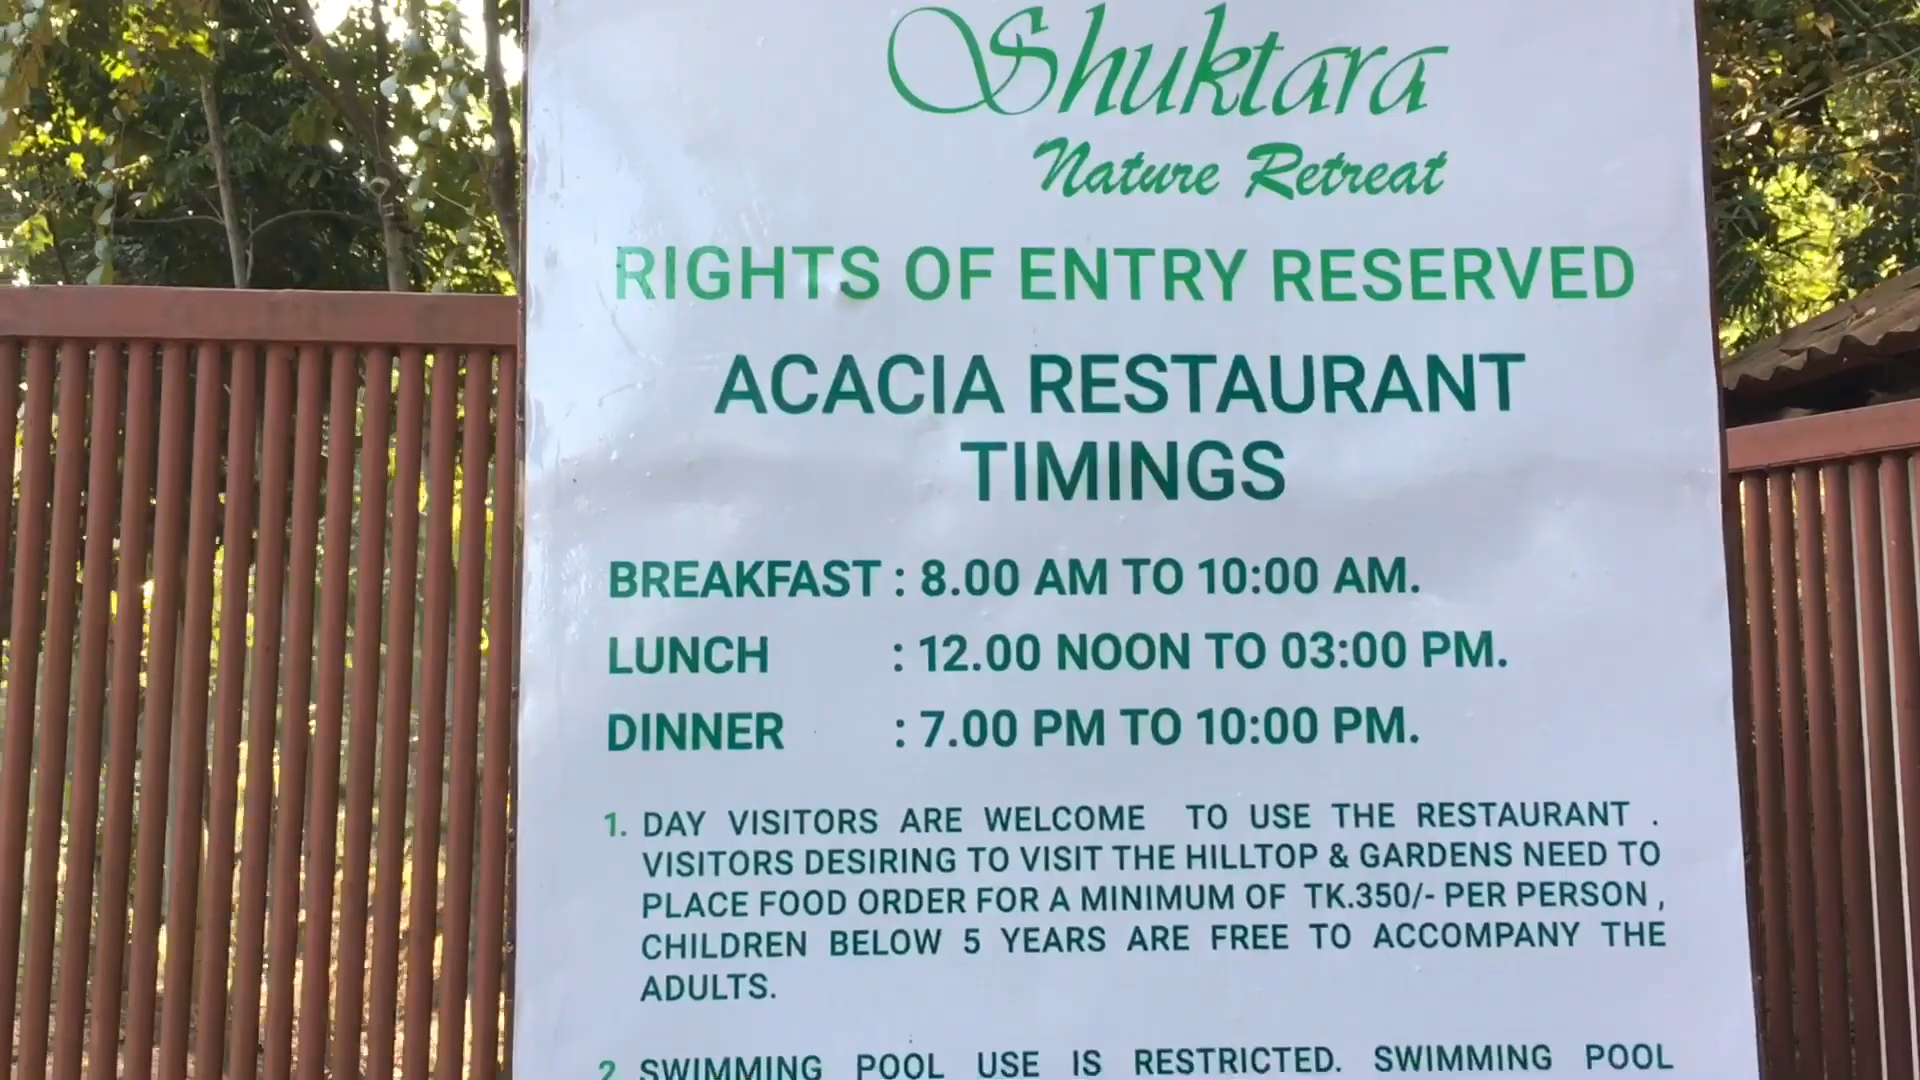 Shuktara
Nature Retreat
RIGHTS OF ENTRY RESERVED
ACACIA RESTAURANT
TIMINGS
BREAKFAST : 8.00 AM TO 10:00 AM.
LUNCH : 12.00 NOON TO 03:00 PM.
DINNER : 7.00 PM TO 10:00 PM.
1. DAY VISITORS ARE WELCOME TO USE THE RESTAURANT .
VISITORS DESIRING TO VISIT THE HILLTOP & GARDENS NEED TO
PLACE FOOD ORDER FOR A MINIMUM OF TK.350/- PER PERSON ,
CHILDREN BELOW 5 YEARS ARE FREE TO ACCOMPANY THE
ADULTS.
2. SWIMMING POOL USE IS RESTRICTED. SWIMMING POOL